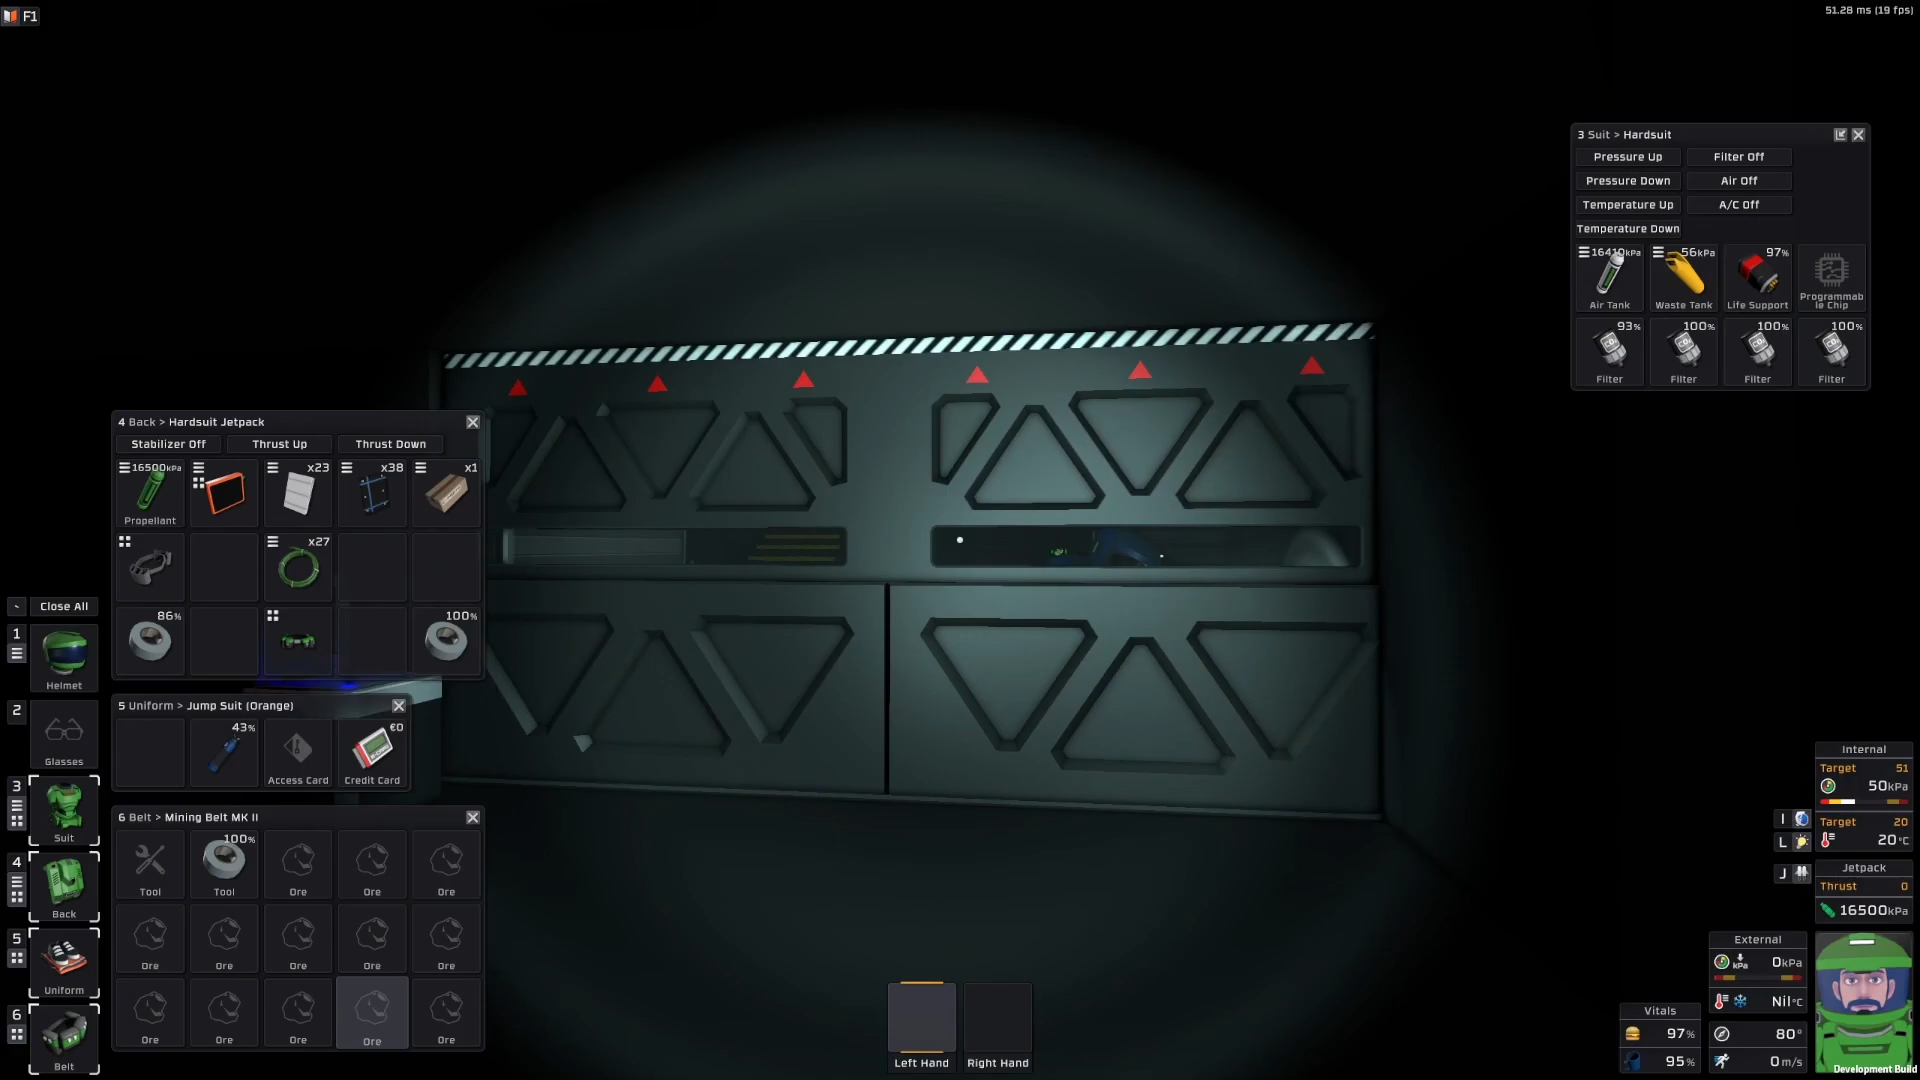 F1
51.28 ms (19 fps)
3 Suit > Hardsuit
Pressure Up
Filter Off
Pressure Down
Air Off
Temperature Up
A/C Off
Temperature Down
16410kPa
56kPa
97%
Air Tank
Waste Tank
Life Support
Programmab
le Chip
93%
100%
100%
100%
Filter
Filter
Filter
Filter
4 Back > Hardsuit Jetpack
Stabilizer Off
Thrust Up
Thrust Down
16500kPa
x23
x38
x1
Propellant
x27
86%
100%
5 Uniform > Jump Suit (Orange)
43%
€0
Access Card
Credit Card
6 Belt > Mining Belt MK II
100%
Tool
Tool
Ore
Ore
Ore
Ore
Ore
Ore
Ore
Ore
Ore
Ore
Ore
Ore
Ore
~
Close All
1
Helmet
2
Glasses
3
Suit
4
Back
5
Uniform
6
Belt
Left Hand
Right Hand
Internal
Target 51
50kPa
Target 20
20°C
I
L
J
Jetpack
Thrust 0
16500kPa
External
kPa
0kPa
Nil°C
80°
0m/s
Vitals
97%
95%
Development Build